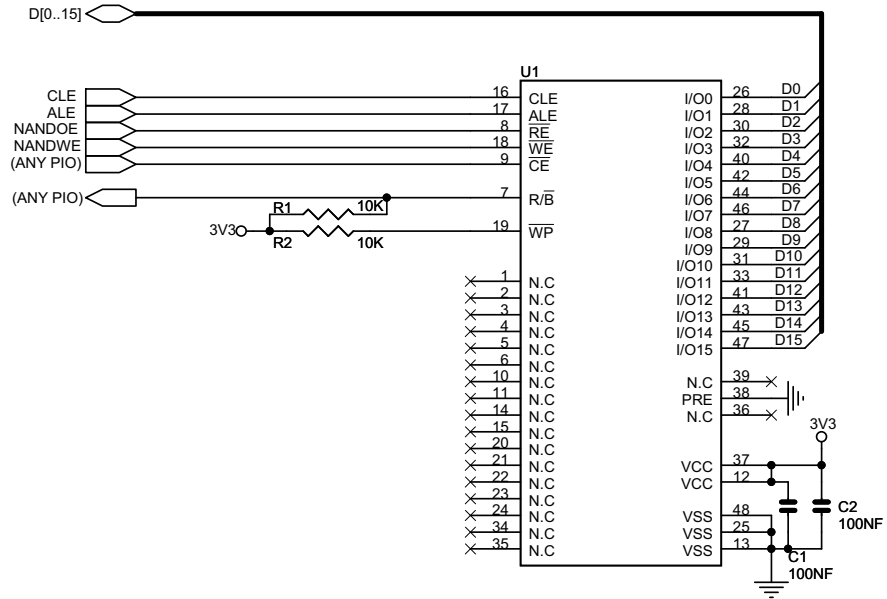 D[0..15]
U1
CLE 16 CLE I/O0 26 D0
ALE 17 ALE I/O1 28 D1
NANDOE 8 RE I/O2 30 D2
NANDWE 18 WE I/O3 32 D3
(ANY PIO) 9 CE I/O4 40 D4
I/O5 42 D5
(ANY PIO) 7 R/B I/O6 44 D6
R1 10K I/O7 46 D7
3V3 19 WP I/O8 27 D8
R2 10K I/O9 29 D9
I/O10 31 D10
1 N.C I/O11 33 D11
2 N.C I/O12 41 D12
3 N.C I/O13 43 D13
4 N.C I/O14 45 D14
5 N.C I/O15 47 D15
6 N.C
10 N.C N.C 39
11 N.C PRE 38
14 N.C N.C 36
15 N.C 3V3
20 N.C
21 N.C VCC 37
22 N.C VCC 12
23 N.C
24 N.C VSS 48 C2
34 N.C VSS 25 100NF
35 N.C VSS 13
C1
100NF